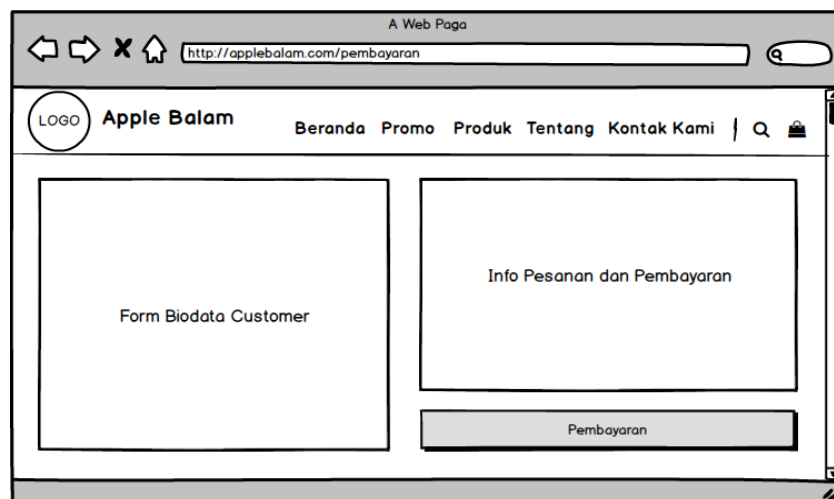 A Web Paga
http://applebalam.com/pembayaran
LOGO
Apple Balam
Beranda Promo Produk Tentang Kontak Kami
Form Biodata Customer
Info Pesanan dan Pembayaran
Pembayaran